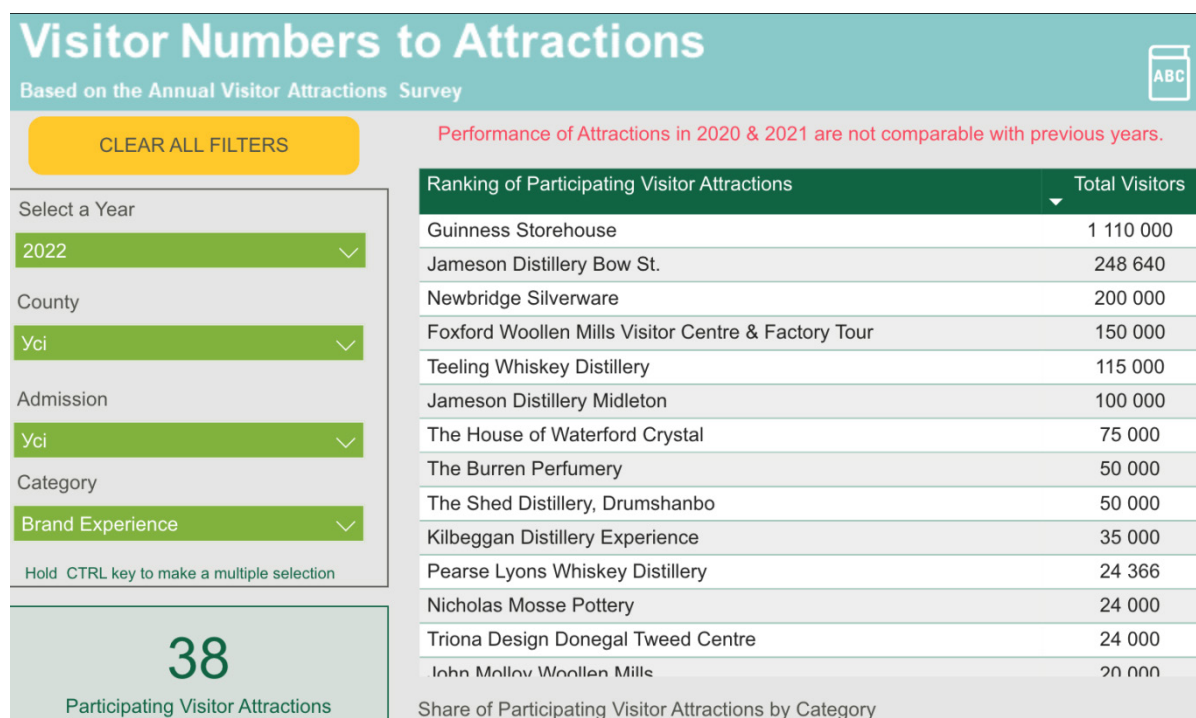 Visitor Numbers to Attractions
Based on the Annual Visitor Attractions Survey
ABC
CLEAR ALL FILTERS
Select a Year
2022
County
Усі
Admission
Усі
Category
Brand Experience
Hold CTRL key to make a multiple selection
38
Participating Visitor Attractions
Performance of Attractions in 2020 & 2021 are not comparable with previous years.
Ranking of Participating Visitor Attractions Total Visitors
Guinness Storehouse 1 110 000
Jameson Distillery Bow St. 248 640
Newbridge Silverware 200 000
Foxford Woollen Mills Visitor Centre & Factory Tour 150 000
Teeling Whiskey Distillery 115 000
Jameson Distillery Midleton 100 000
The House of Waterford Crystal 75 000
The Burren Perfumery 50 000
The Shed Distillery, Drumshanbo 50 000
Kilbeggan Distillery Experience 35 000
Pearse Lyons Whiskey Distillery 24 366
Nicholas Mosse Pottery 24 000
Triona Design Donegal Tweed Centre 24 000
John Molloy Woollen Mills 20 000
Share of Participating Visitor Attractions by Category